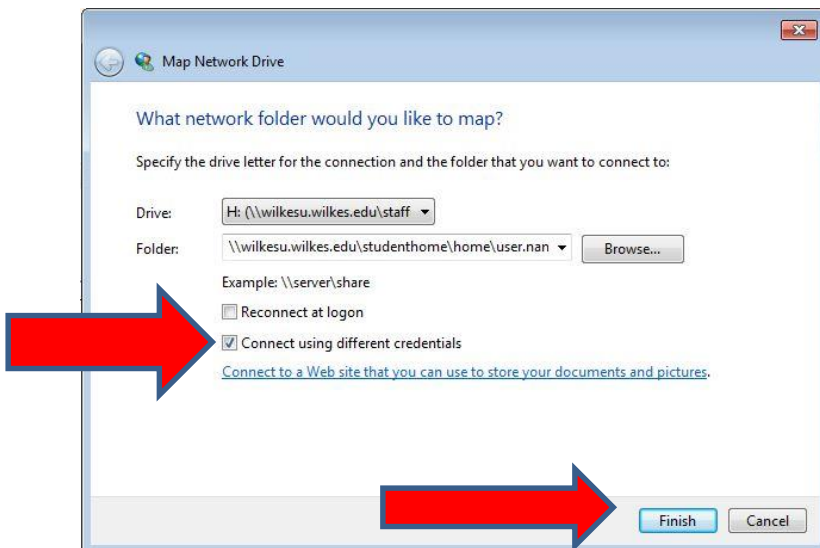 Map Network Drive
What network folder would you like to map?
Specify the drive letter for the connection and the folder that you want to connect to:
Drive: H: (\\wilkesu.wilkes.edu\staff
Folder: \\wilkesu.wilkes.edu\studenthome\home\user.nan Browse...
Example: \\server\share
Reconnect at logon
Connect using different credentials
Connect to a Web site that you can use to store your documents and pictures.
Finish Cancel